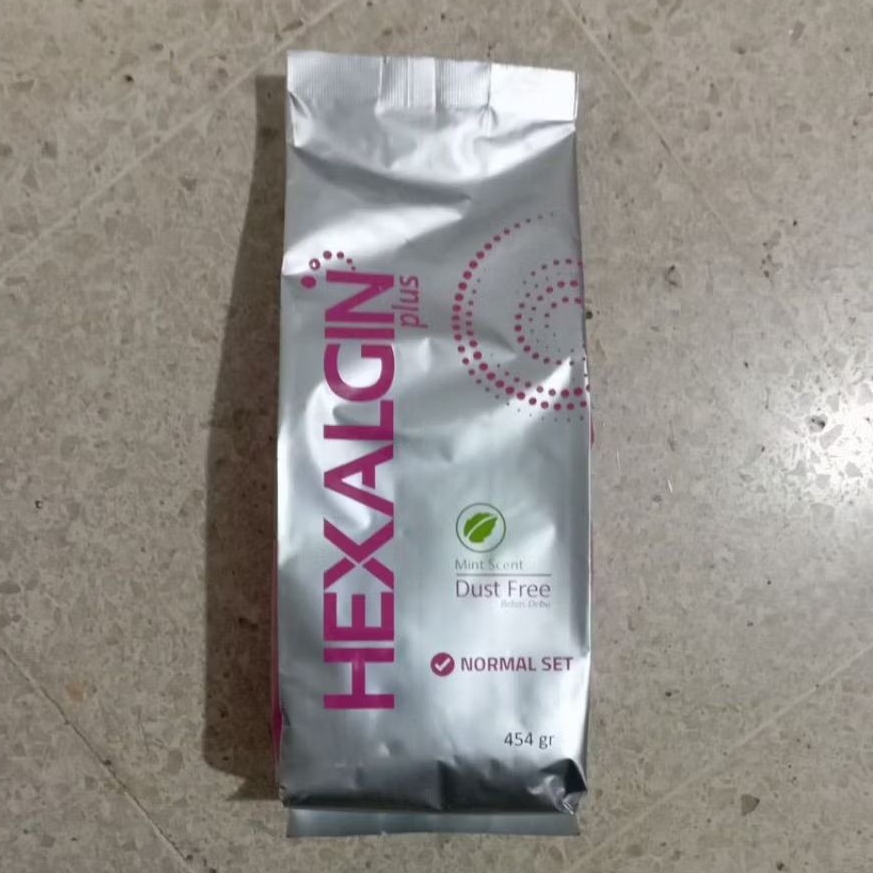 HEXALGIN
plus
Mint Scent
Dust Free
NORMAL SET
454 gr